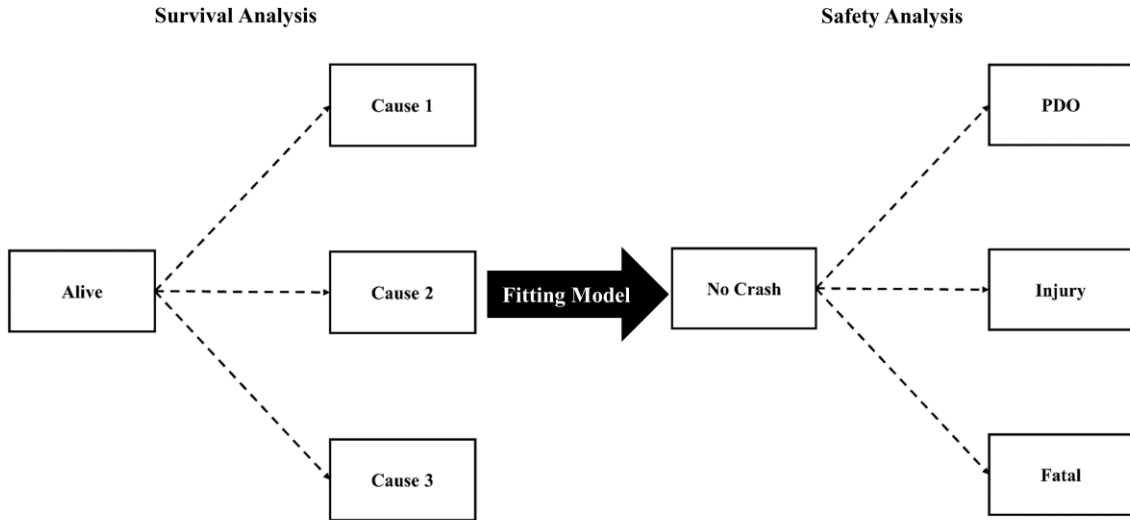 Survival Analysis
Safety Analysis
Cause 1
PDO
Alive
Cause 2
Fitting Model
No Crash
Injury
Cause 3
Fatal